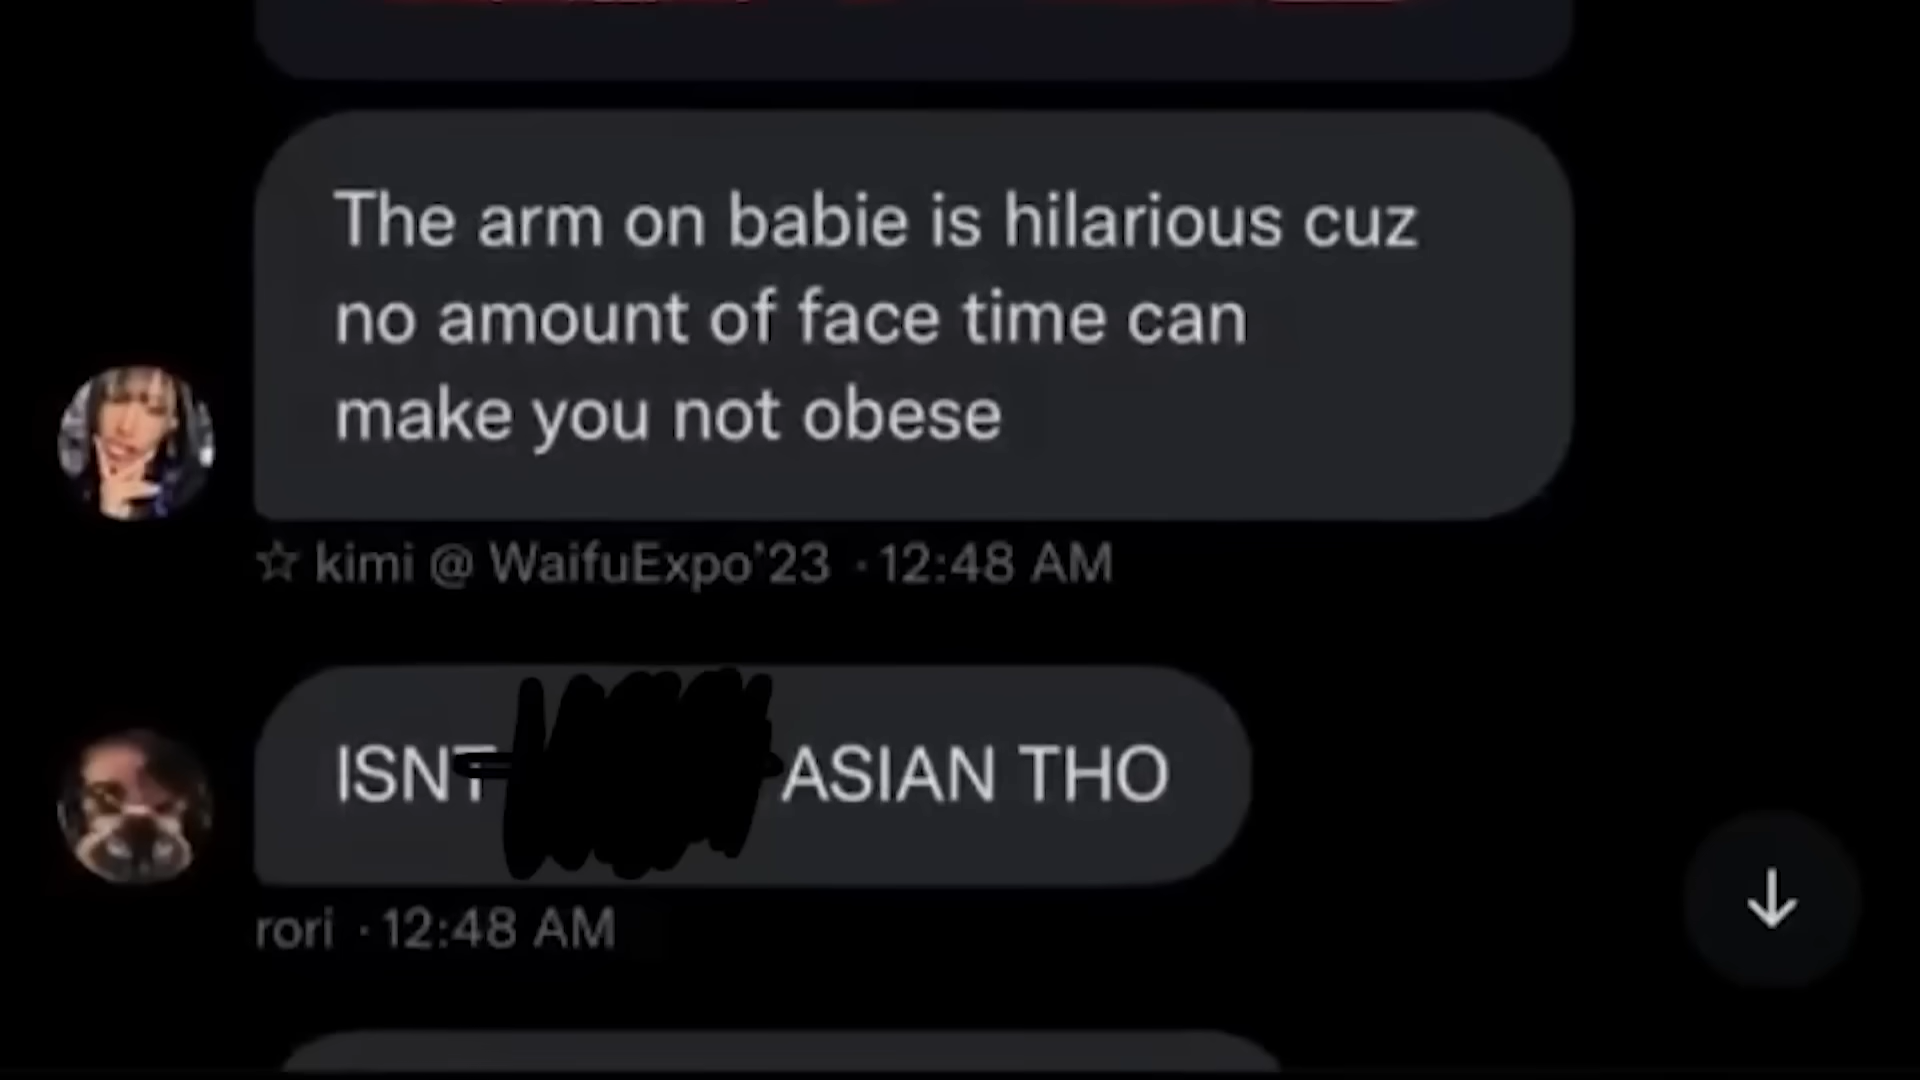 The arm on babie is hilarious cuz
no amount of face time can
make you not obese
☆ kimi @ WaifuExpo'23 · 12:48 AM
ISNT ASIAN THO
rori · 12:48 AM